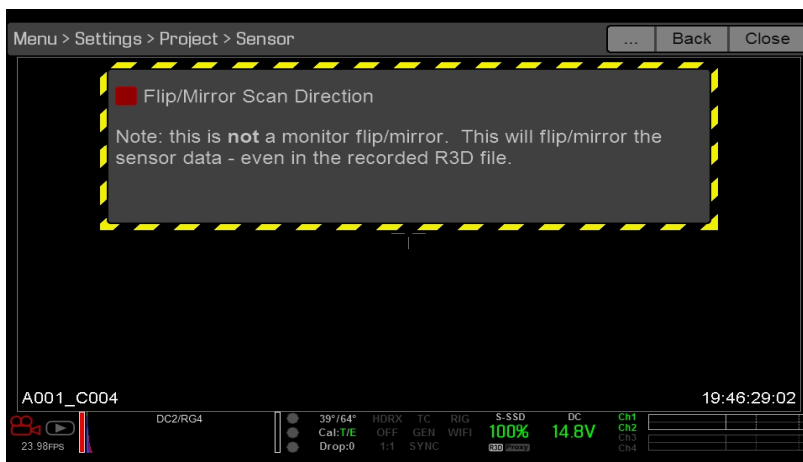 Menu > Settings > Project > Sensor ... Back Close
Flip/Mirror Scan Direction
Note: this is not a monitor flip/mirror. This will flip/mirror the
sensor data - even in the recorded R3D file.
A001_C004 19:46:29:02
DC2/RG4 39°/64° HDRX TC RIG S-SSD DC Ch1
Cal:T/E OFF GEN WIFI 100% 14.8V Ch2
23.98FPS Drop:0 1:1 SYNC R3D Proxy Ch3
Ch4